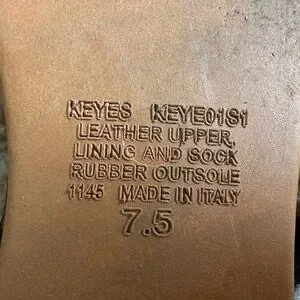 KEYES KEYE01S1
LEATHER UPPER,
LINING AND SOCK
RUBBER OUTSOLE
1145 MADE IN ITALY
7.5